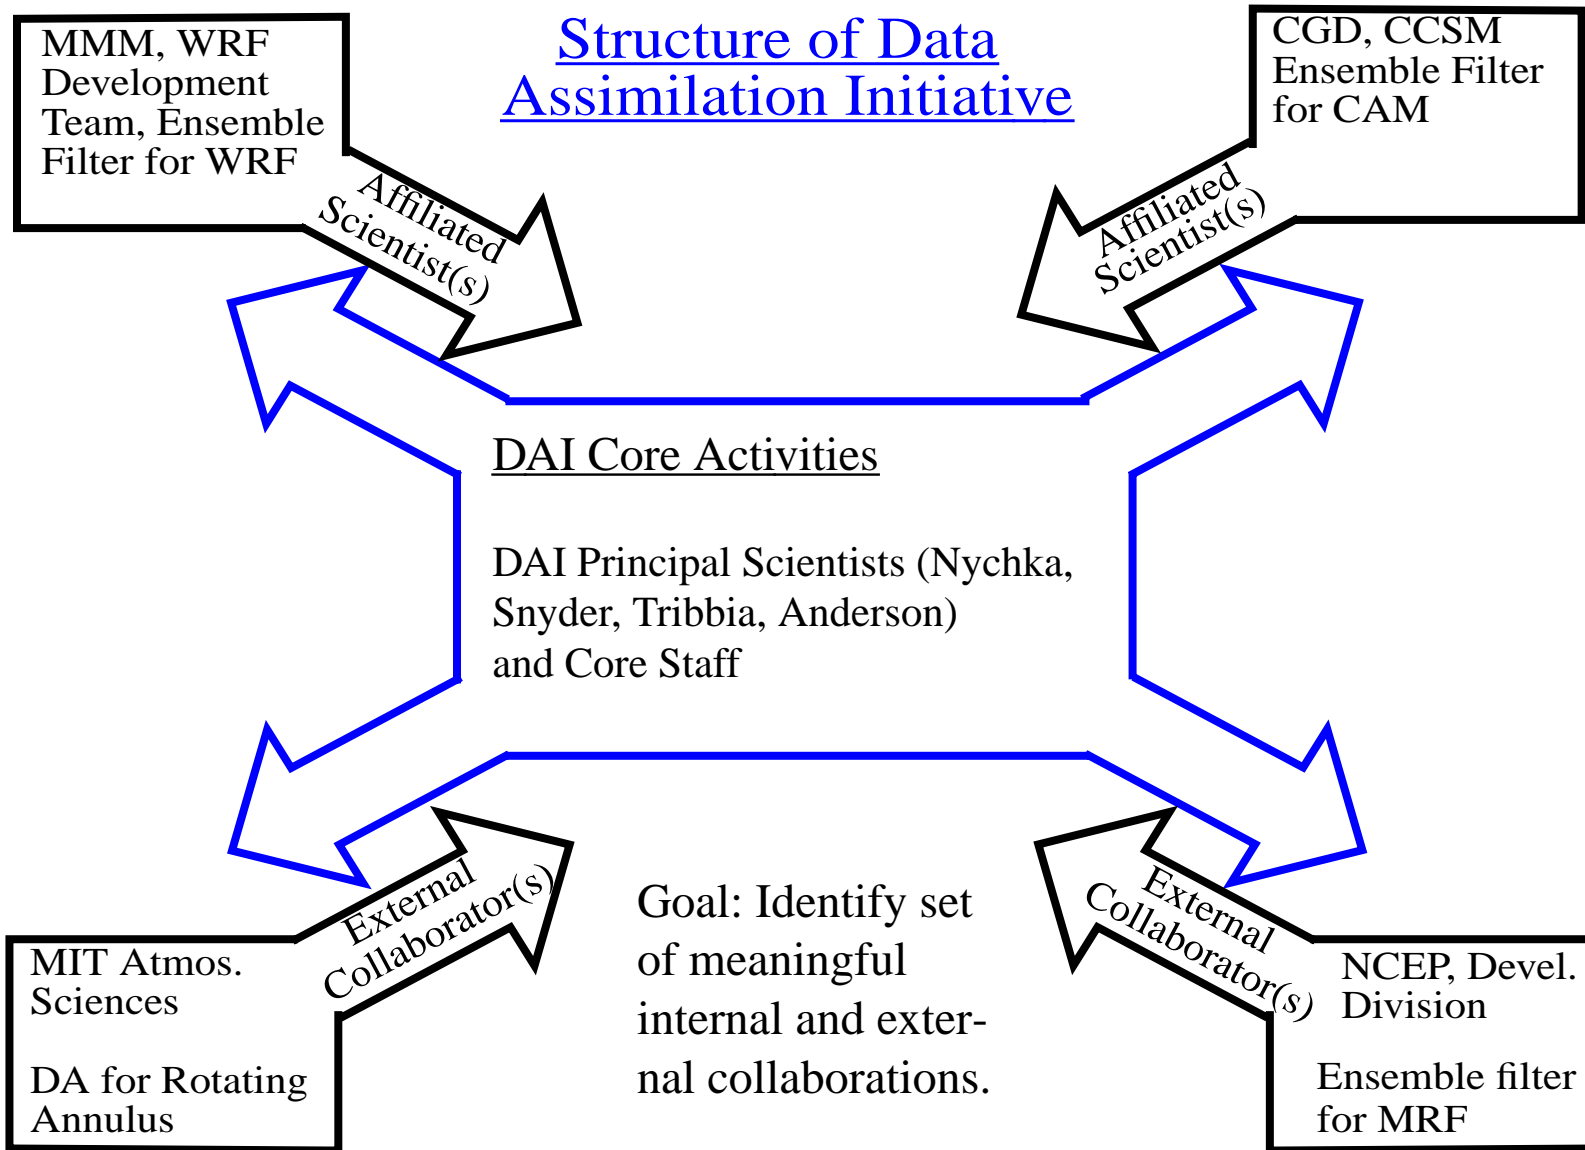 Structure of Data
Assimilation Initiative
MMM, WRF
Development
Team, Ensemble
Filter for WRF
Affiliated
Scientist(s)
CGD, CCSM
Ensemble Filter
for CAM
Affiliated
Scientist(s)
DAI Core Activities
DAI Principal Scientists (Nychka,
Snyder, Tribbia, Anderson)
and Core Staff
External
Collaborator(s)
MIT Atmos.
Sciences
DA for Rotating
Annulus
Goal: Identify set
of meaningful
internal and exter-
nal collaborations.
External
Collaborator(s)
NCEP, Devel.
Division
Ensemble filter
for MRF